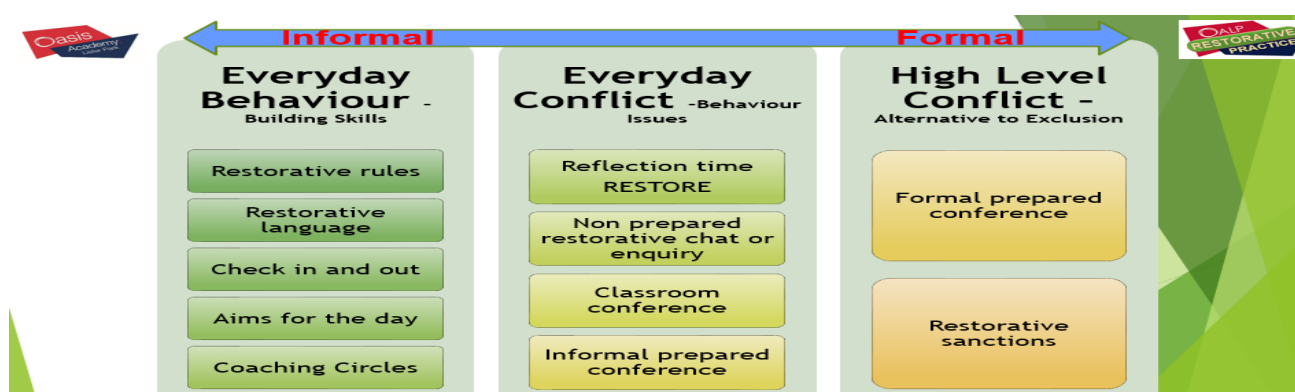 Oasis
Academy
Lister Park
Informal
Formal
OALP
RESTORATIVE
PRACTICE
Everyday
Behaviour -
Building Skills
Restorative rules
Restorative
language
Check in and out
Aims for the day
Coaching Circles
Everyday
Conflict -Behaviour
Issues
Reflection time
RESTORE
Non prepared
restorative chat or
enquiry
Classroom
conference
Informal prepared
conference
High Level
Conflict –
Alternative to Exclusion
Formal prepared
conference
Restorative
sanctions